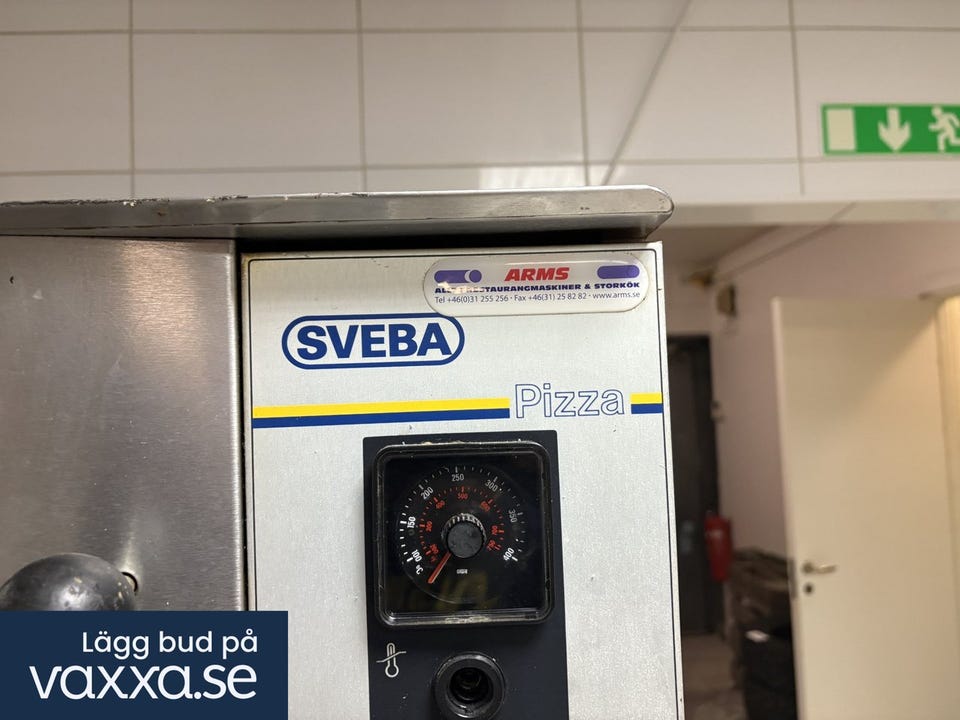 ARMS
ALLT I RESTAURANGMASKINER & STORKÖK
Tel +46(0)31 255 256 · Fax +46(31) 25 82 82 · www.arms.se
SVEBA
Pizza
250
200
300
150
350
100
400
°C
Lägg bud på
vaxxa.se